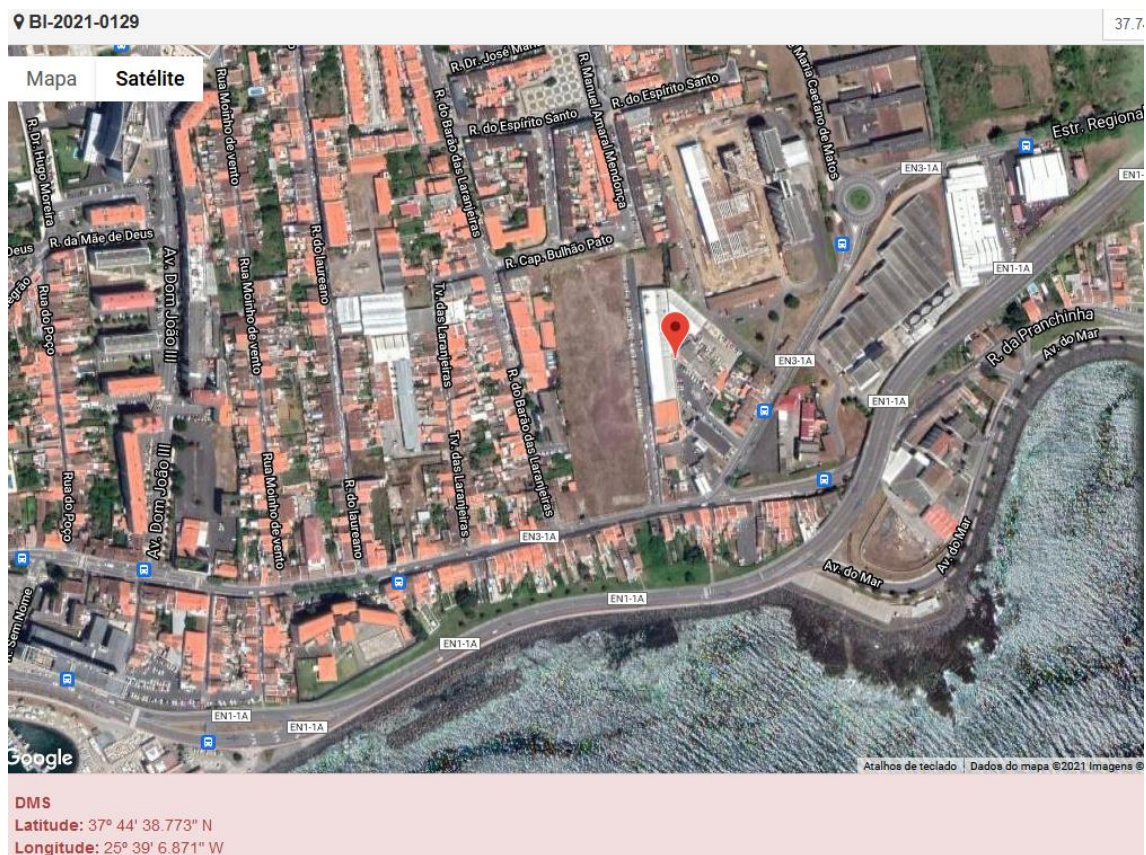 BI-2021-0129
37.74
Mapa
Satélite
R. Dr. José Maria
R. Manuel Amaral Mendonça
R. do Espírito Santo
R. do Espírito Santo
Maria Caetano de Matos
Estr. Regional
EN3-1A
EN1-
R. Dr. Hugo Moreira
Rua Moinho de vento
R. do Barão das Laranjeiras
Deus
R. da Mãe de Deus
R. Cap. Bulhão Pato
EN1-1A
Rua do Poço
Av. Dom João III
Rua Moinho de vento
R. do laureano
Tv. das Laranjeiras
R. da Pranchinha
Av. do Mar
EN3-1A
R. do Barão das Laranjeiras
EN1-1A
Rua do Poço
Av. Dom João III
Rua Moinho de vento
R. do laureano
Tv. das Laranjeiras
EN3-1A
Av. do Mar
Av. do Mar
Sem Nome
EN1-1A
EN1-1A
EN1-1A
EN1-1A
Google
Atalhos de teclado
Dados do mapa ©2021 Imagens ©
DMS
Latitude: 37º 44' 38.773" N
Longitude: 25º 39' 6.871" W